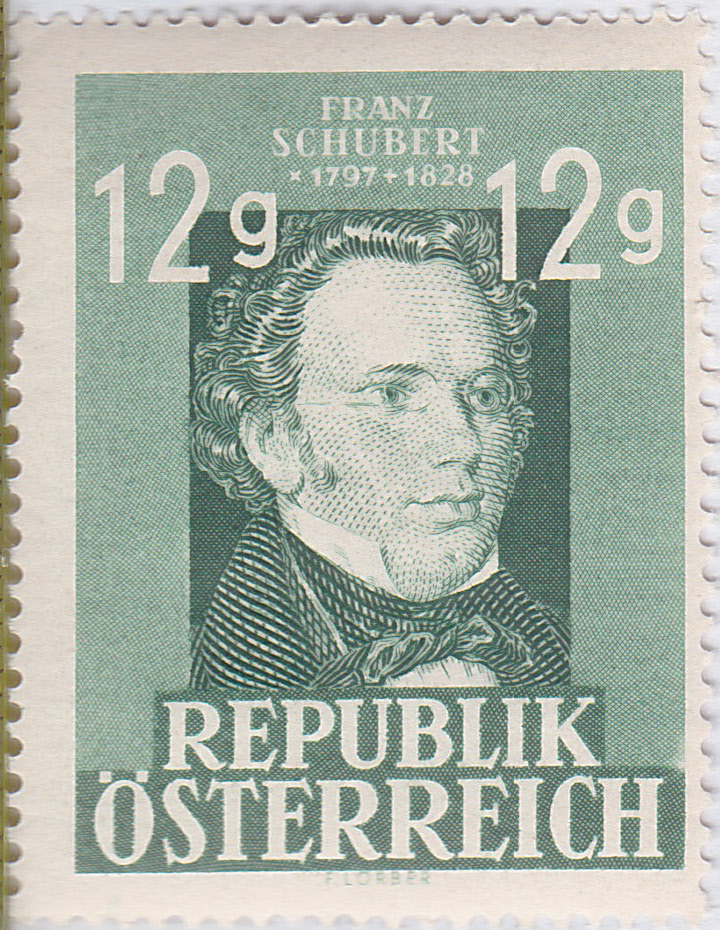 FRANZ
SCHUBERT
× 1797 + 1828
12g 12g
REPUBLIK
ÖSTERREICH
F. LORBER